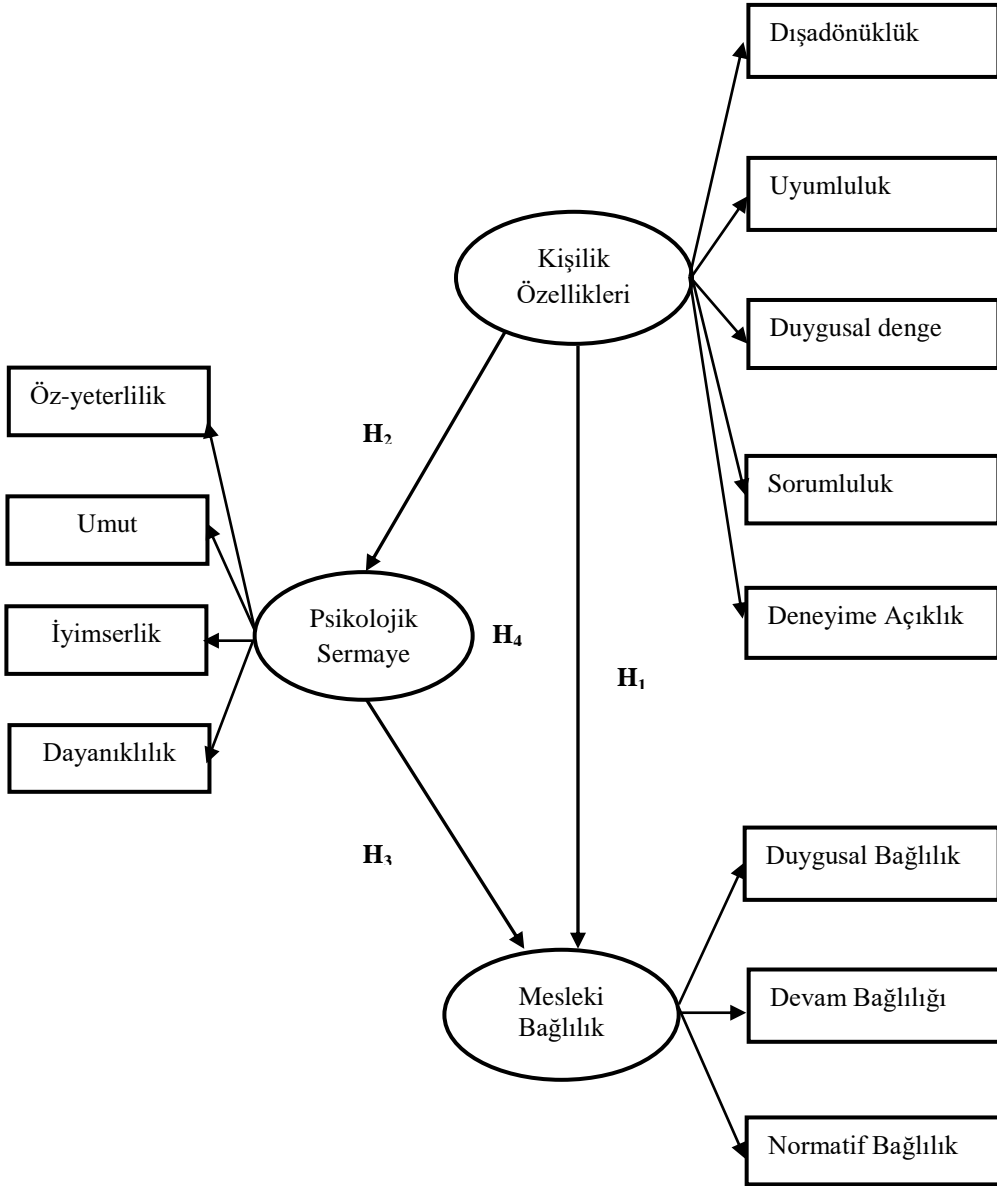 Dışadönüklük
Uyumluluk
Kişilik
Özellikleri
Duygusal denge
Öz-yeterlilik
H₂
Sorumluluk
Umut
Psikolojik
Sermaye
Deneyime Açıklık
İyimserlik
H₄
H₁
Dayanıklılık
H₃
Duygusal Bağlılık
Mesleki
Bağlılık
Devam Bağlılığı
Normatif Bağlılık